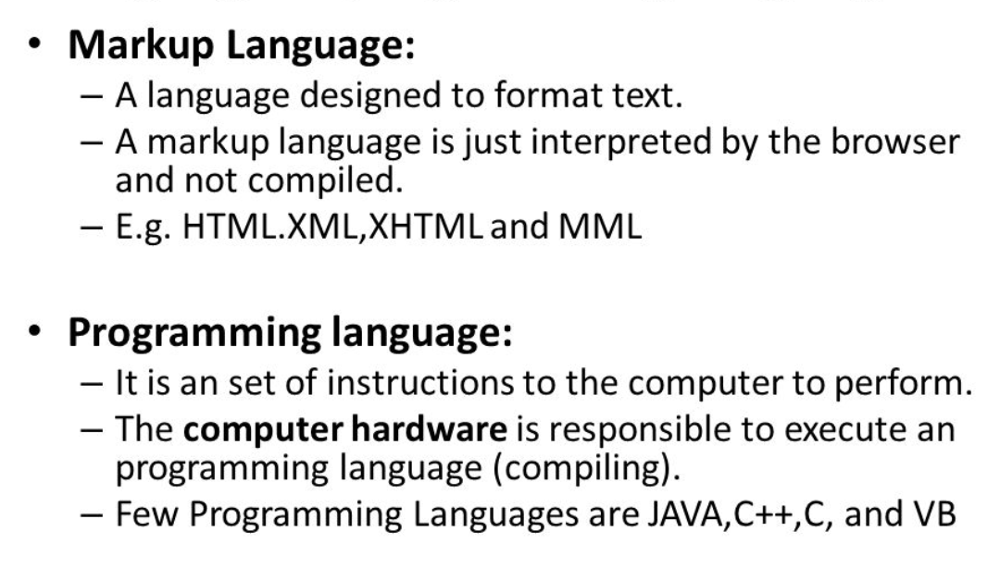 • Markup Language:
– A language designed to format text.
– A markup language is just interpreted by the browser
and not compiled.
– E.g. HTML.XML,XHTML and MML
• Programming language:
– It is an set of instructions to the computer to perform.
– The computer hardware is responsible to execute an
programming language (compiling).
– Few Programming Languages are JAVA,C++,C, and VB